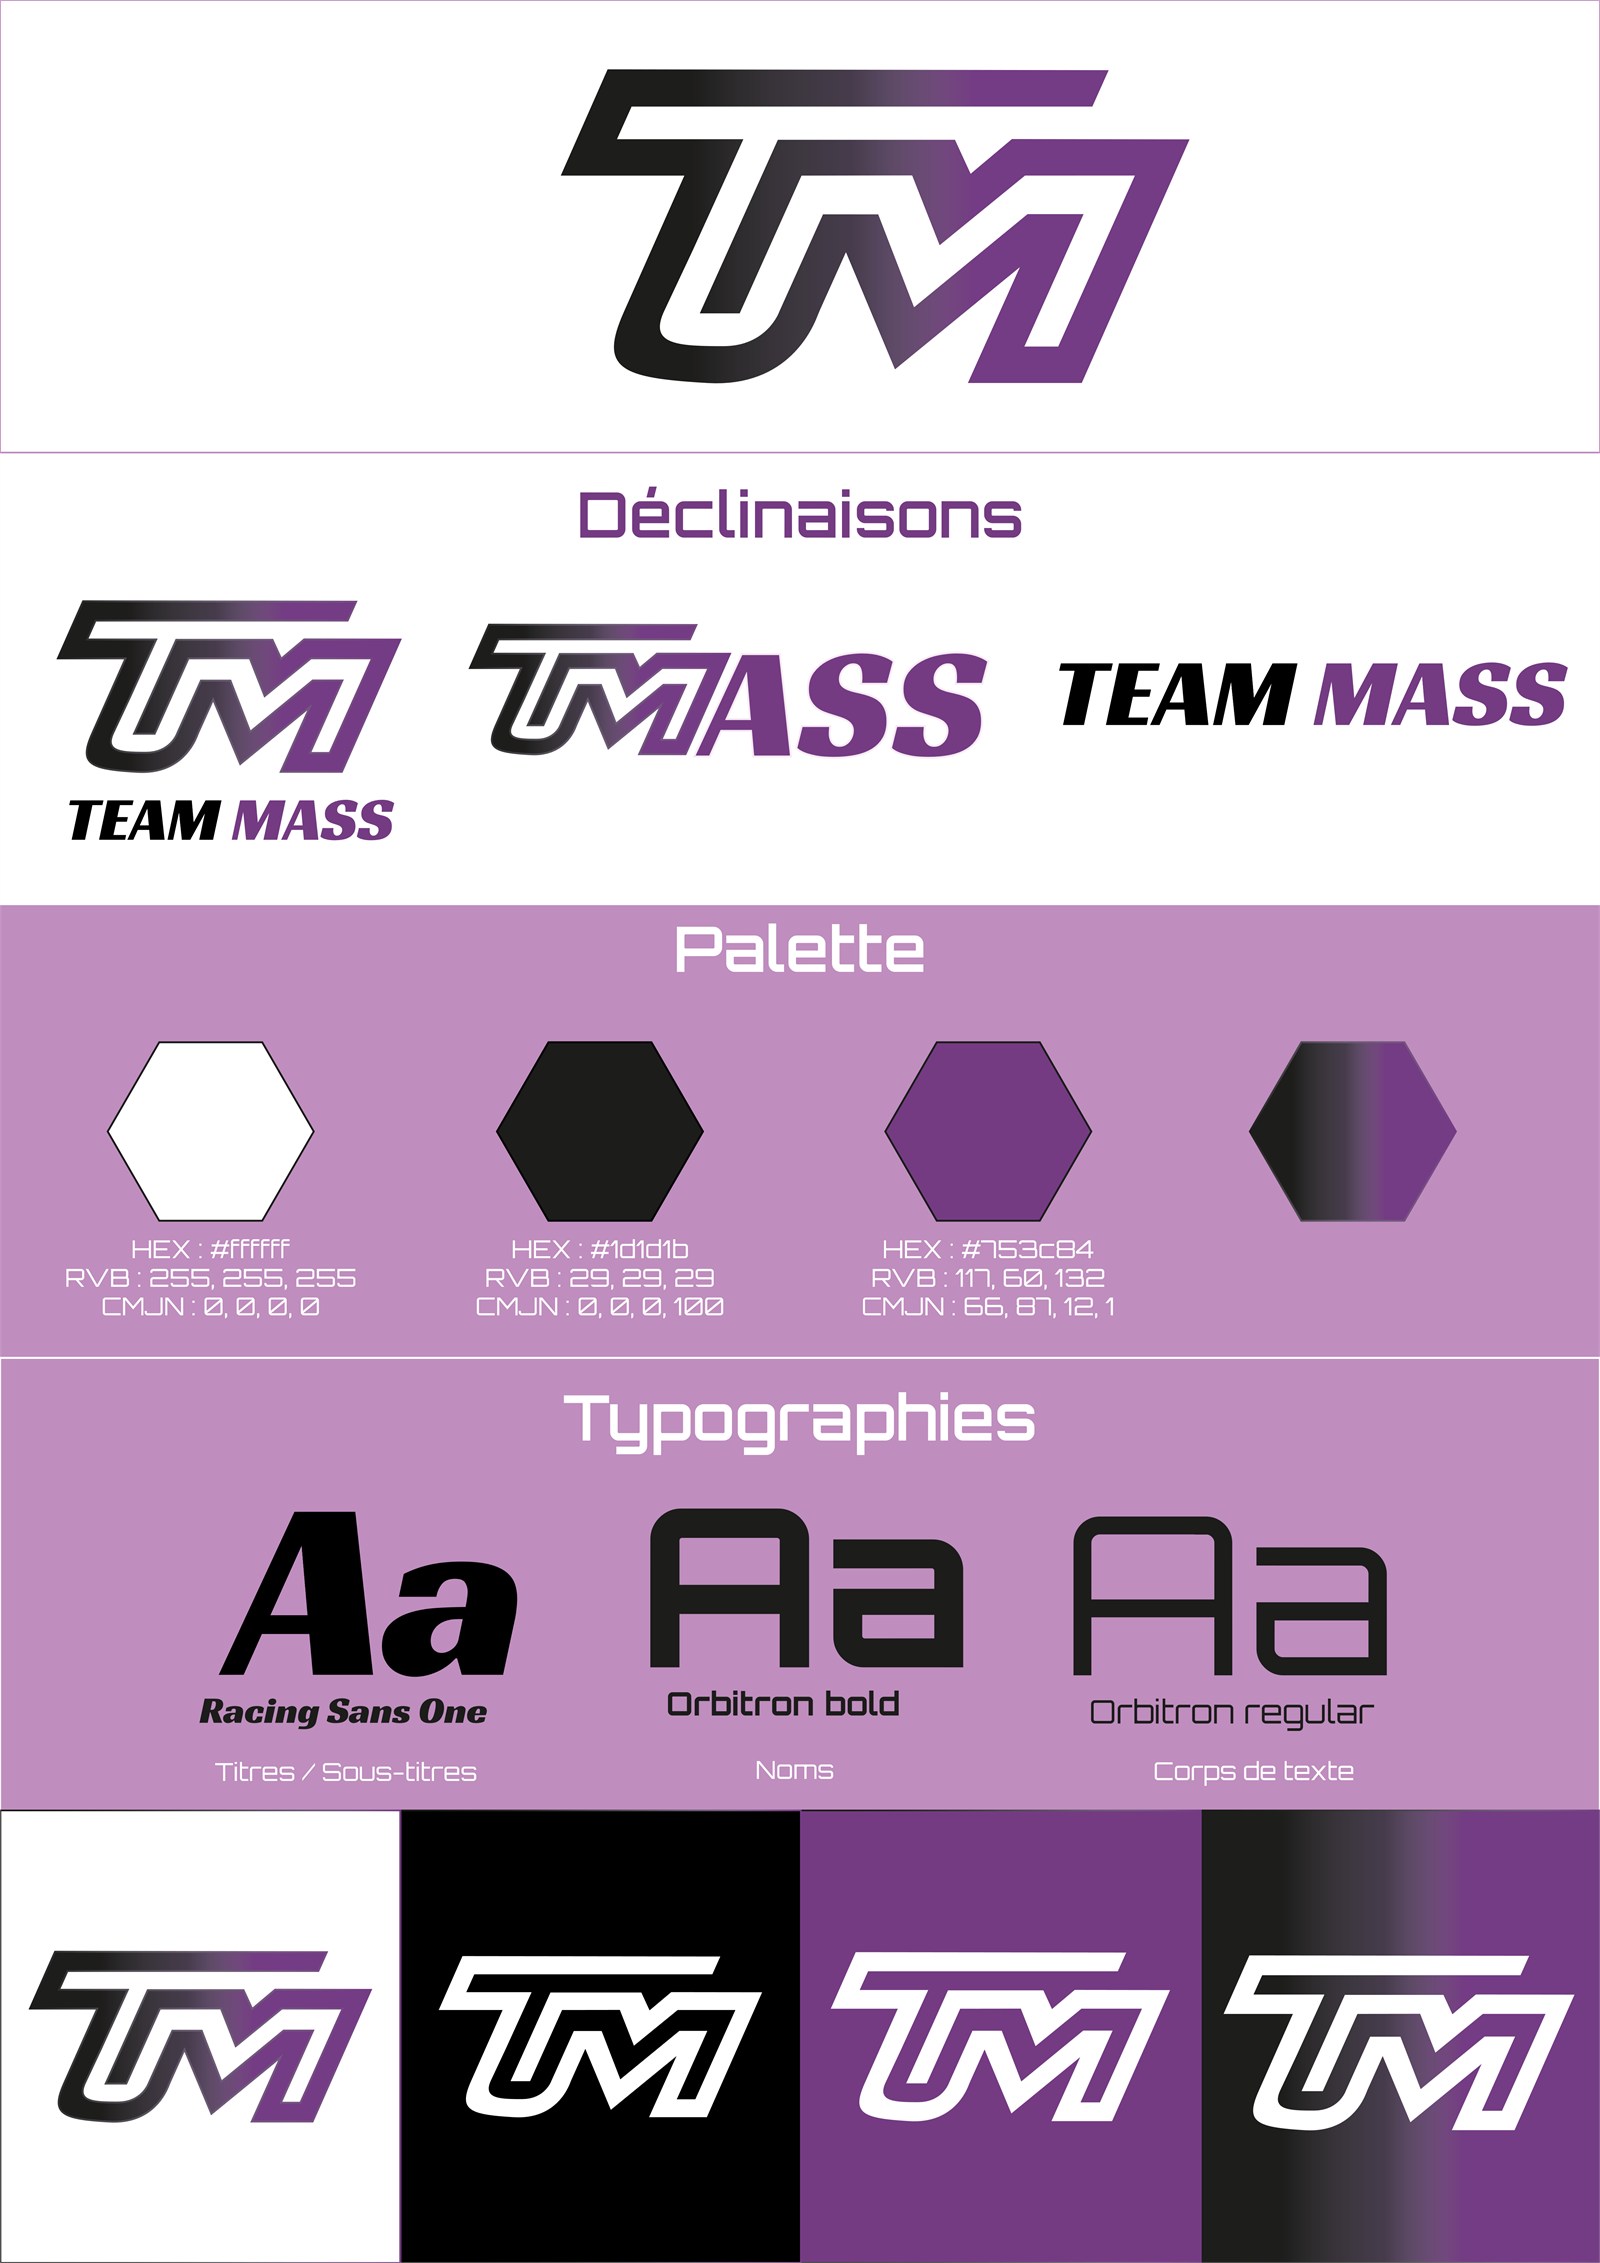 TM
Déclinaisons
TM
TEAM MASS
TMASS
TEAM MASS
Palette
HEX : #ffffff
RVB : 255, 255, 255
CMJN : 0, 0, 0, 0
HEX : #1d1d1b
RVB : 29, 29, 29
CMJN : 0, 0, 0, 100
HEX : #753c84
RVB : 117, 60, 132
CMJN : 66, 87, 12, 1
Typographies
Aa
Racing Sans One
Titres / Sous-titres
Aa
Orbitron bold
Noms
Aa
Orbitron regular
Corps de texte
TM
TM
TM
TM